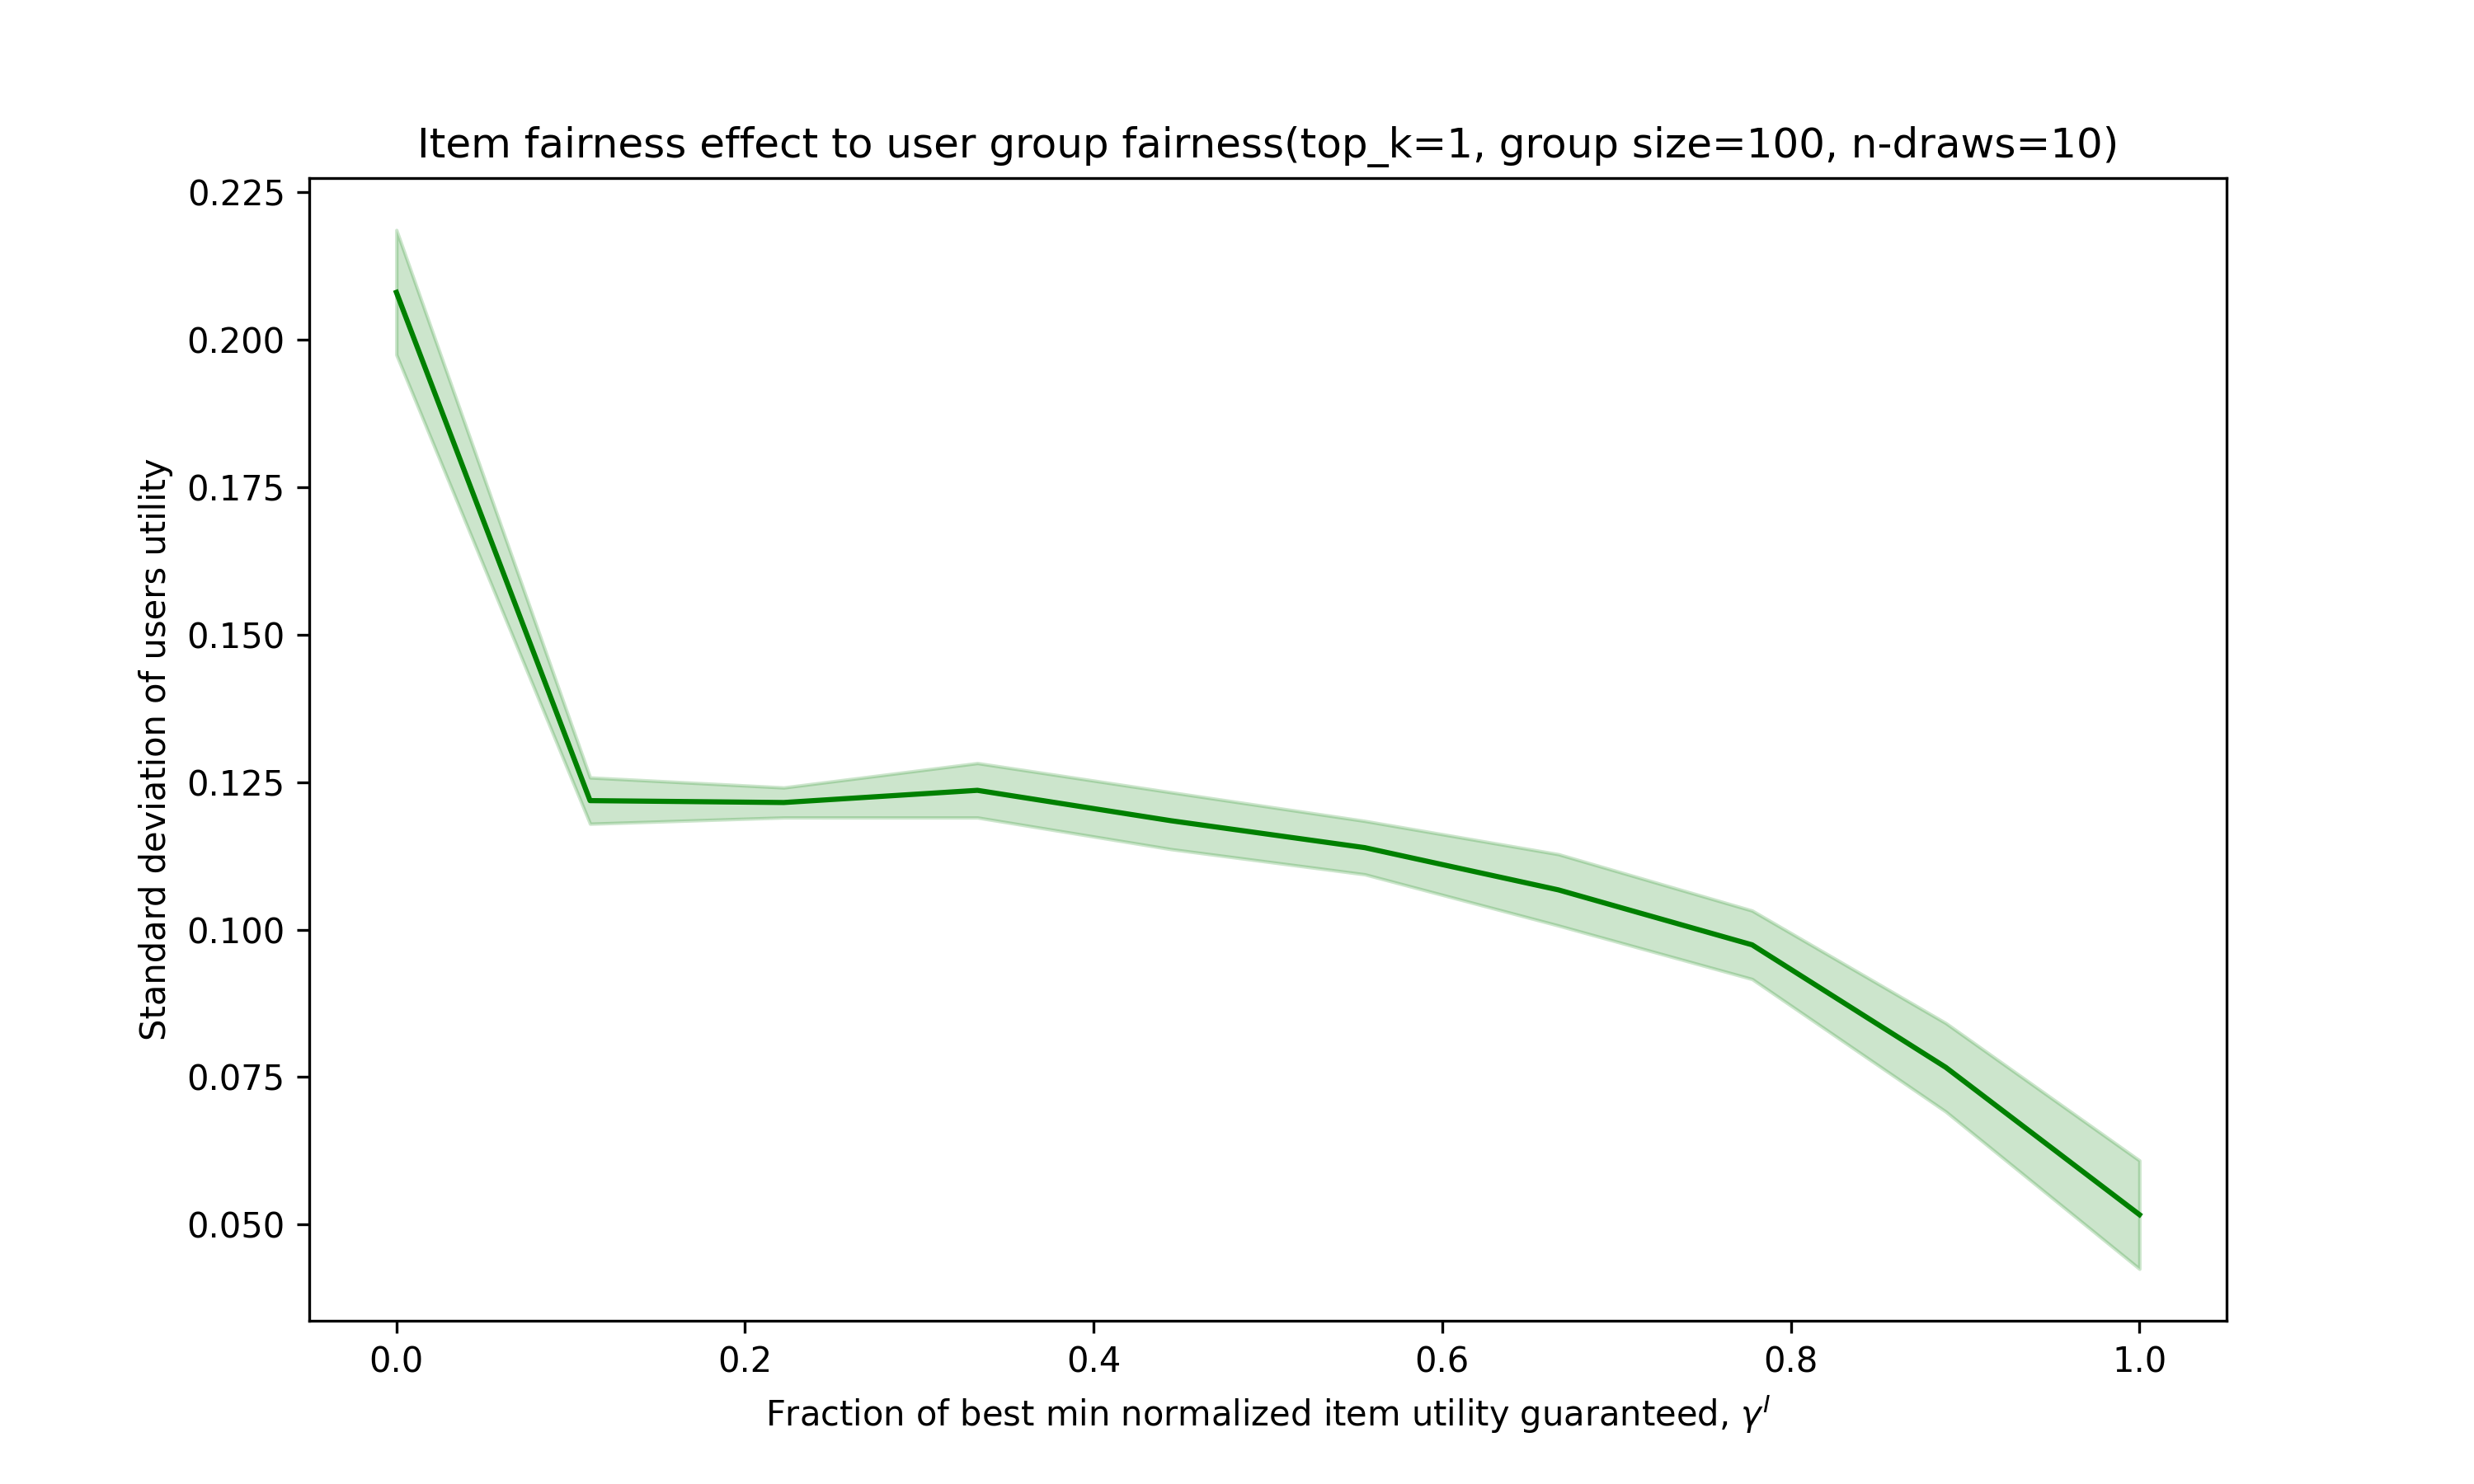 Item fairness effect to user group fairness(top_k=1, group size=100, n-draws=10)
0.225
0.200
0.175
0.150
0.125
0.100
0.075
0.050
Standard deviation of users utility
0.0 0.2 0.4 0.6 0.8 1.0
Fraction of best min normalized item utility guaranteed, γ^I